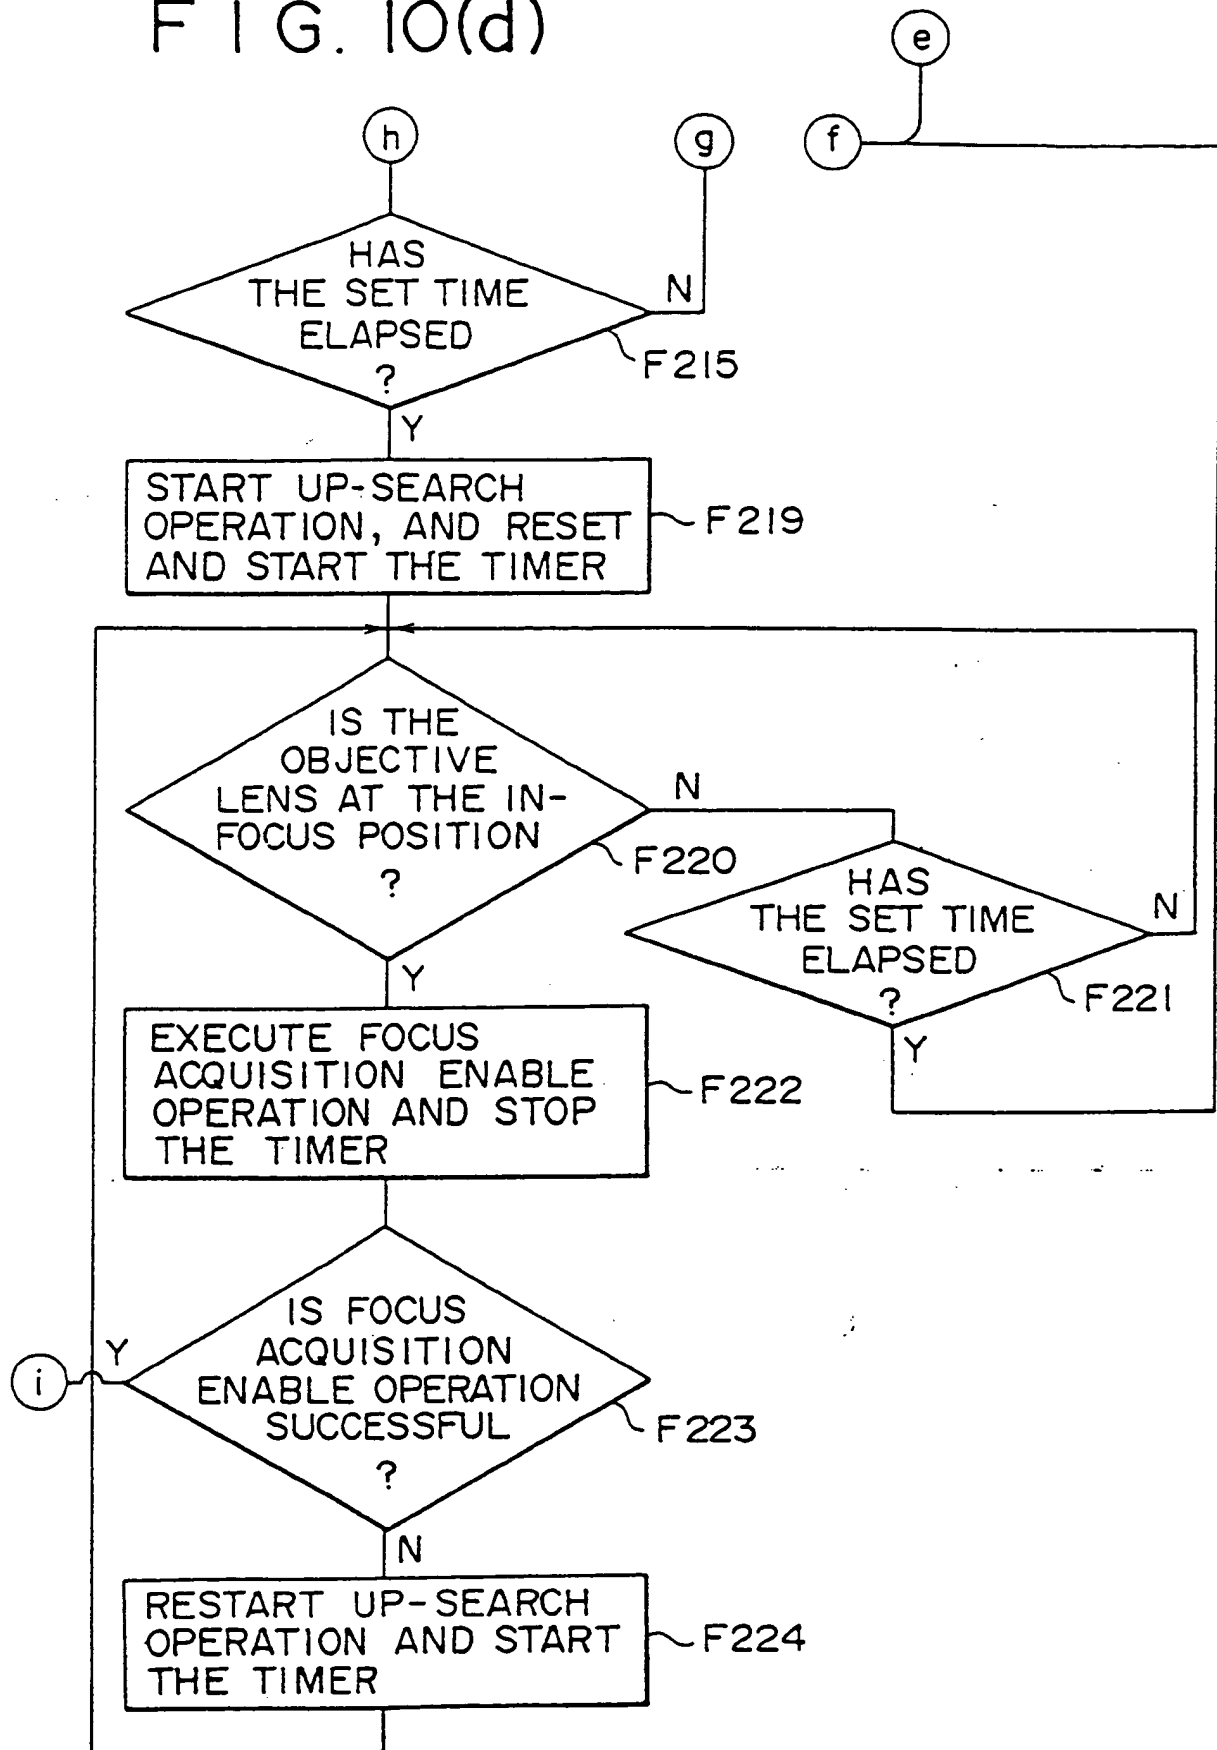 FIG. 10(d)
e
h
g
f
HAS
THE SET TIME
ELAPSED
?
N
F215
Y
START UP-SEARCH
OPERATION, AND RESET
AND START THE TIMER
F219
IS THE
OBJECTIVE
LENS AT THE IN-
FOCUS POSITION
?
N
F220
HAS
THE SET TIME
ELAPSED
?
N
F221
Y
Y
EXECUTE FOCUS
ACQUISITION ENABLE
OPERATION AND STOP
THE TIMER
F222
IS FOCUS
ACQUISITION
ENABLE OPERATION
SUCCESSFUL
?
Y
i
F223
N
RESTART UP-SEARCH
OPERATION AND START
THE TIMER
F224